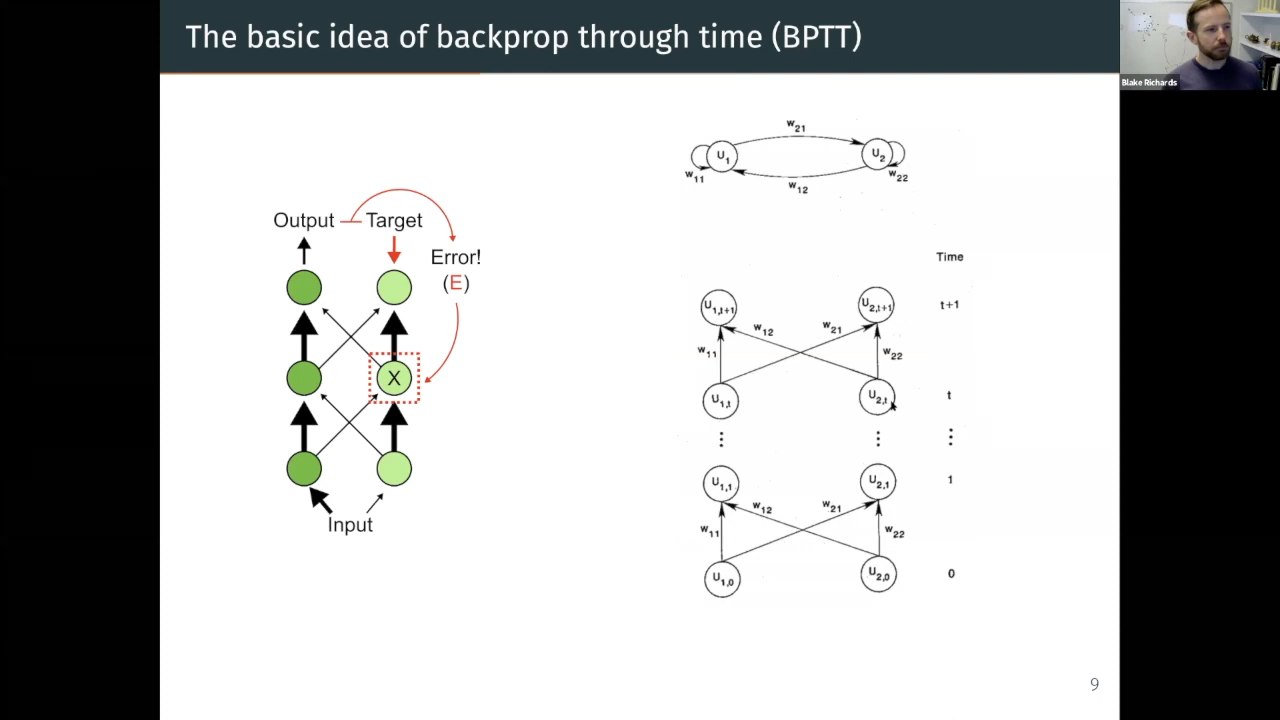 The basic idea of backprop through time (BPTT)
Blake Richards
Output
Target
Error!
(E)
X
Input
w21
U1
U2
w11
w12
w22
Time
U1,t+1
U2,t+1
t+1
w12
w21
w11
w22
U1,t
U2,t
t
⋮
⋮
⋮
U1,1
U2,1
1
w12
w21
w11
w22
U1,0
U2,0
0
9